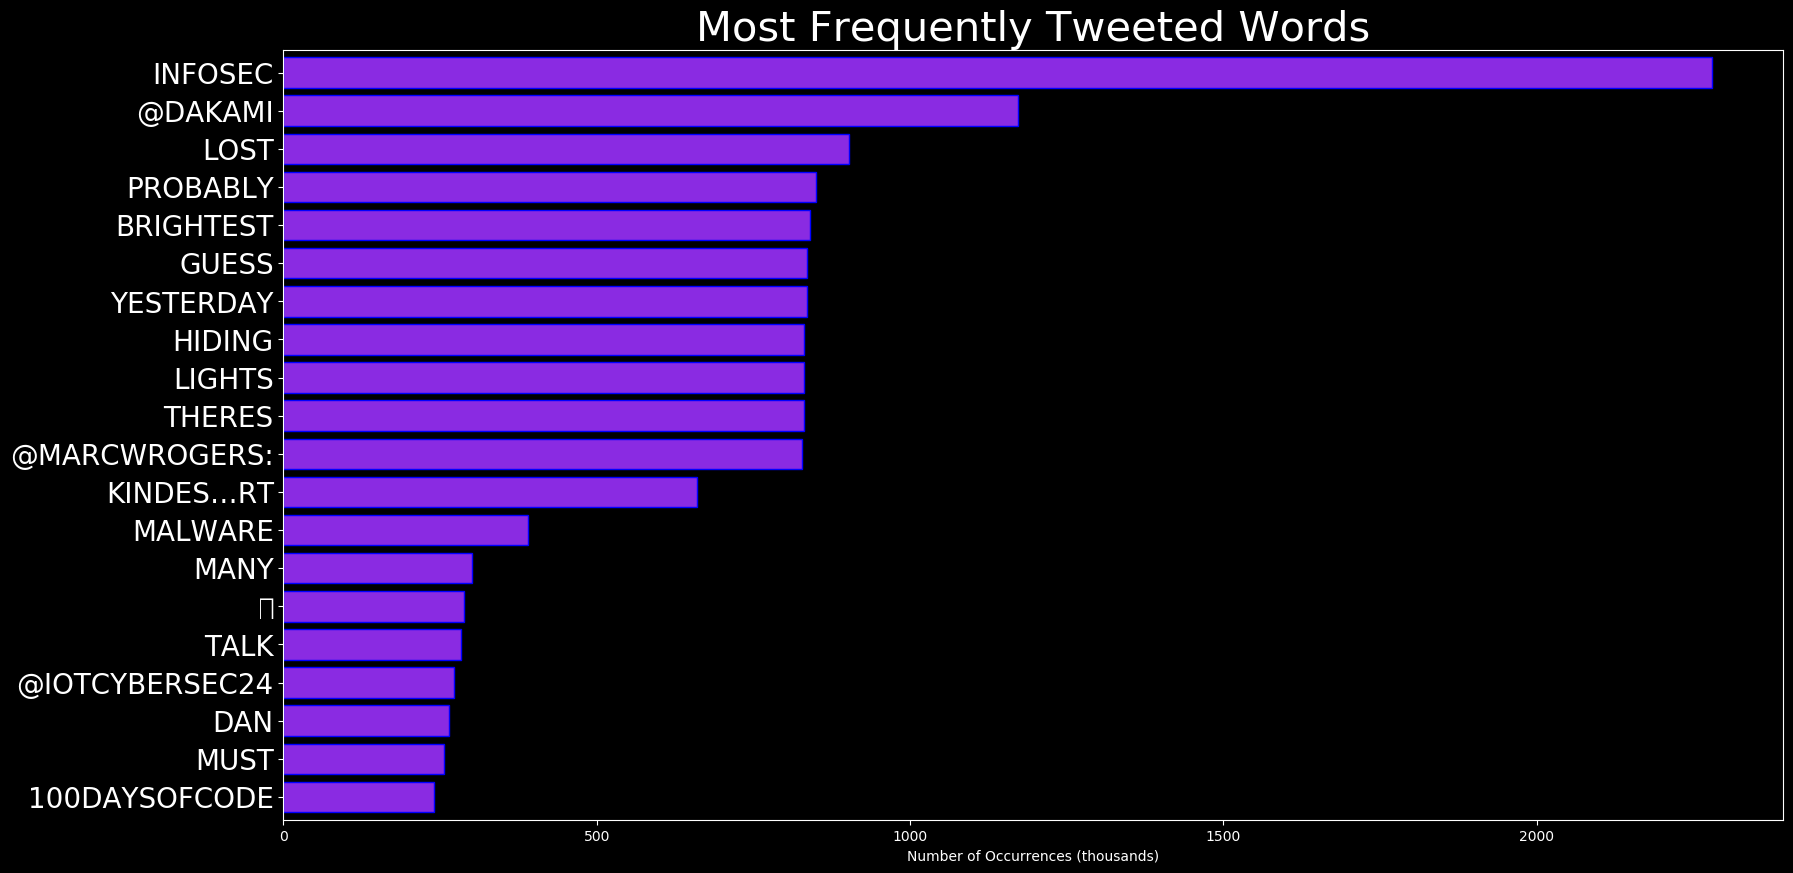 Most Frequently Tweeted Words
INFOSEC
@DAKAMI
LOST
PROBABLY
BRIGHTEST
GUESS
YESTERDAY
HIDING
LIGHTS
THERES
@MARCWROGERS:
KINDES…RT
MALWARE
MANY
TALK
@IOTCYBERSEC24
DAN
MUST
100DAYSOFCODE
0 500 1000 1500 2000
Number of Occurrences (thousands)